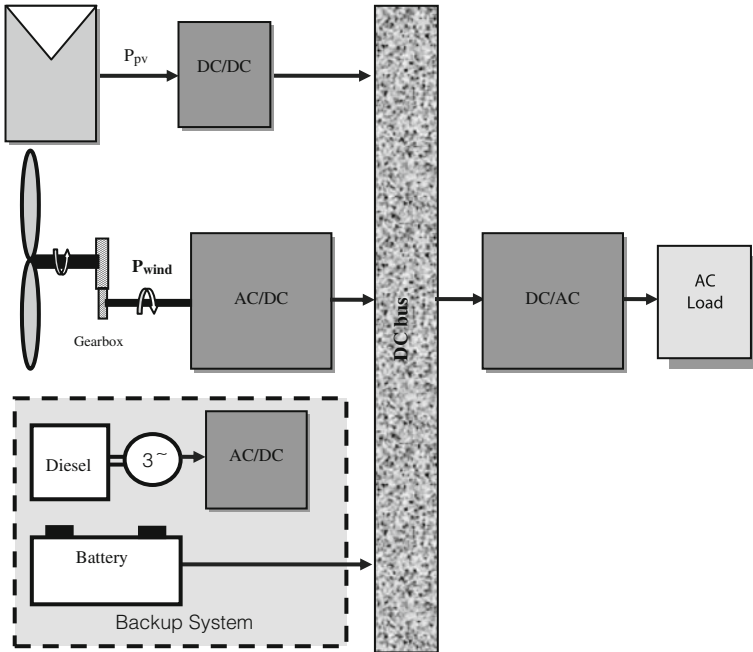 P_pv
DC/DC
P_wind
AC/DC
Gearbox
DC bus
DC/AC
AC
Load
Diesel
3~
AC/DC
Battery
Backup System